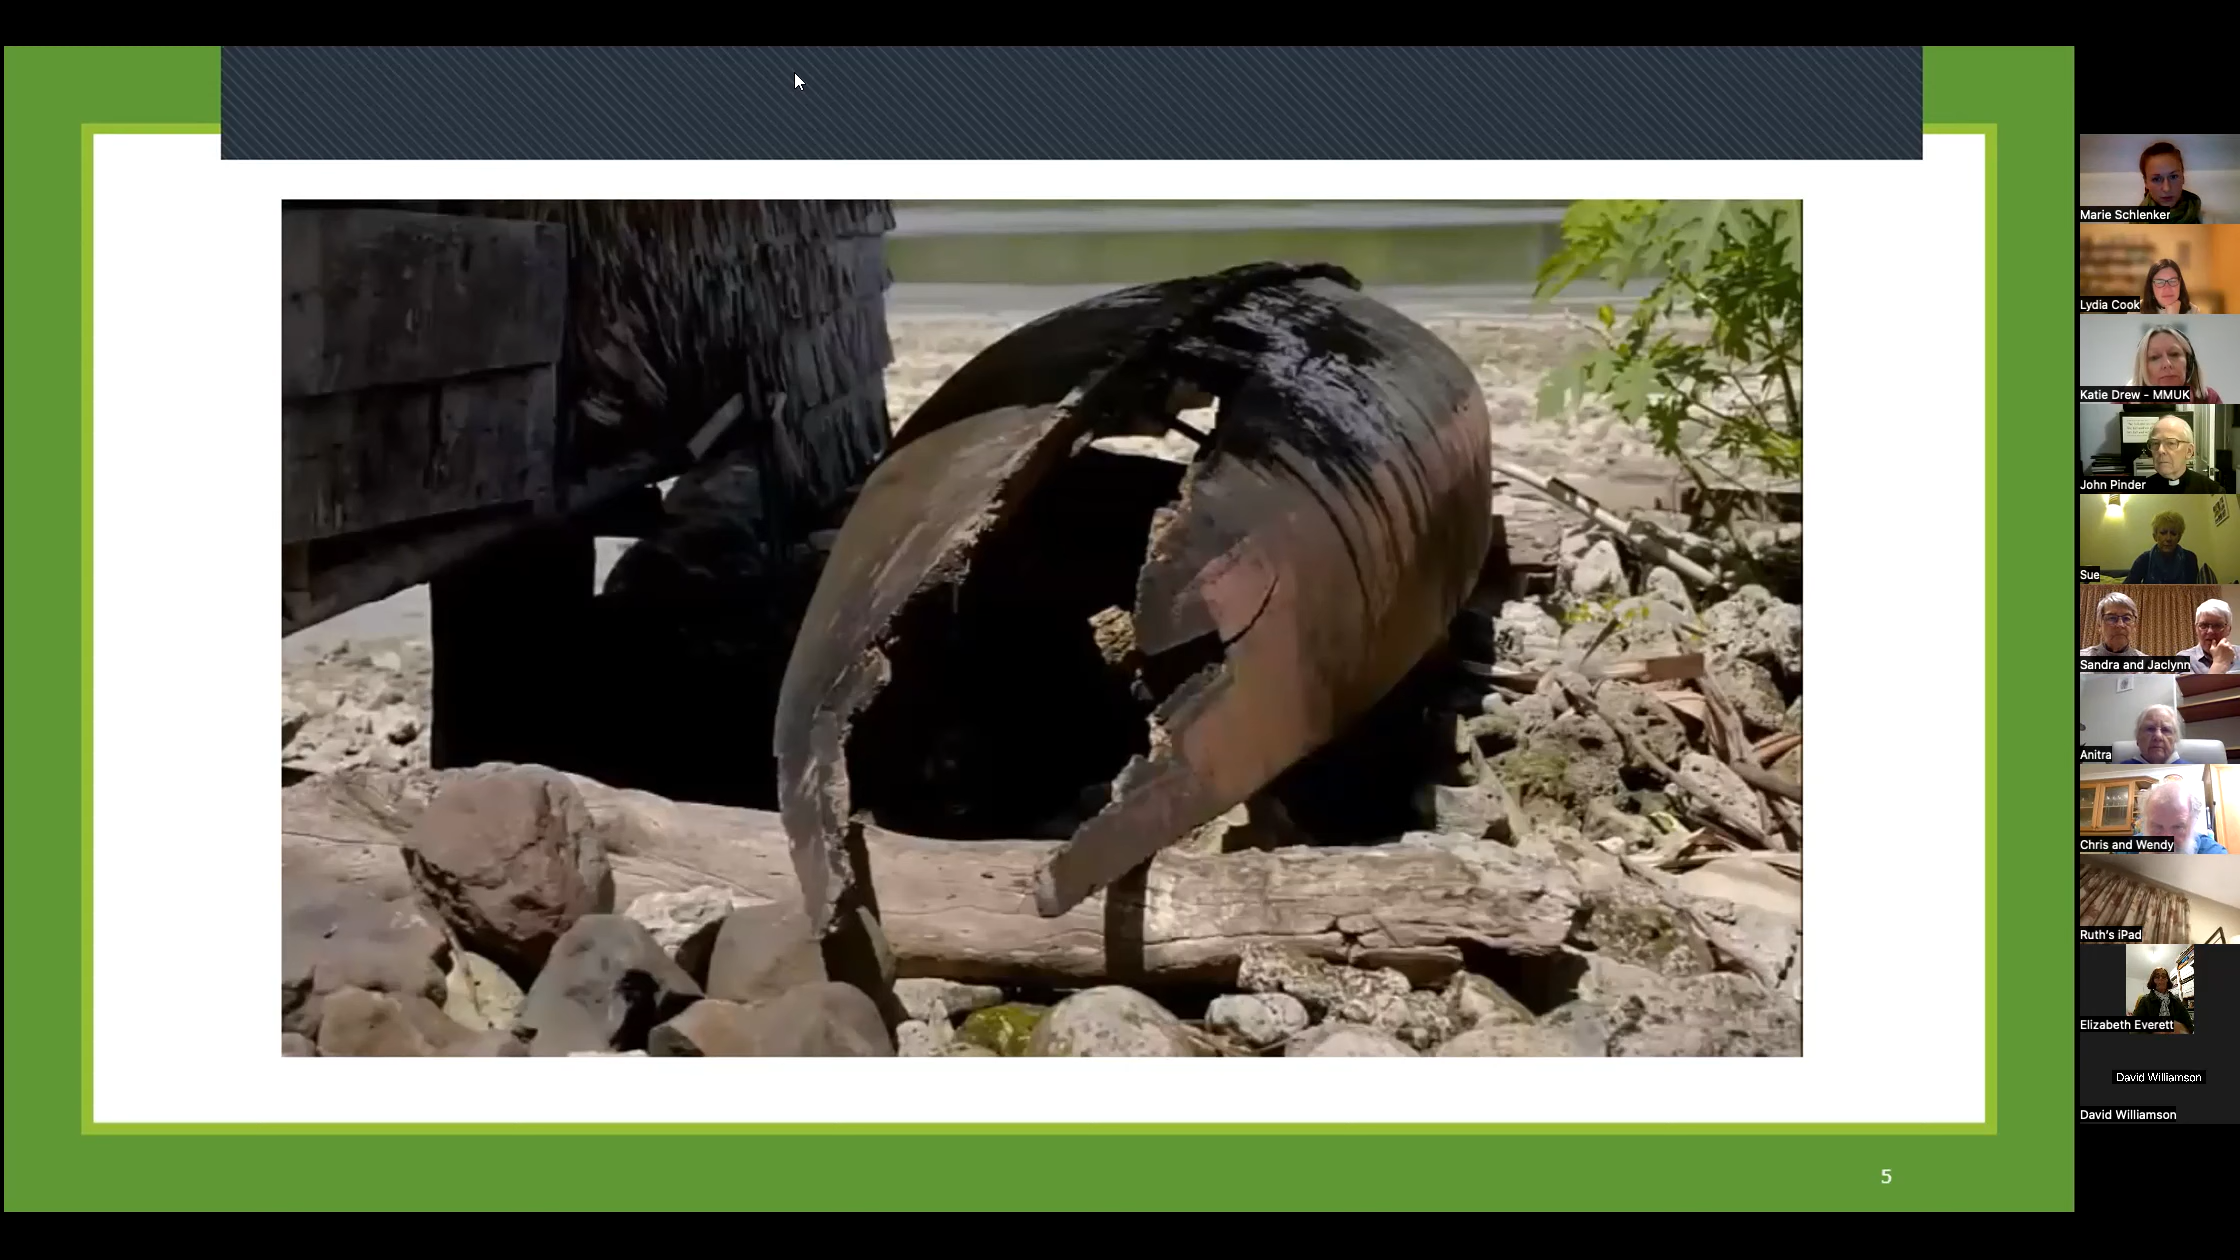 Marie Schlenker
Lydia Cook
Katie Drew - MMUK
John Pinder
Sue
Sandra and Jaclynn
Anitra
Chris and Wendy
Ruth's iPad
Elizabeth Everett
David Williamson
David Williamson
5